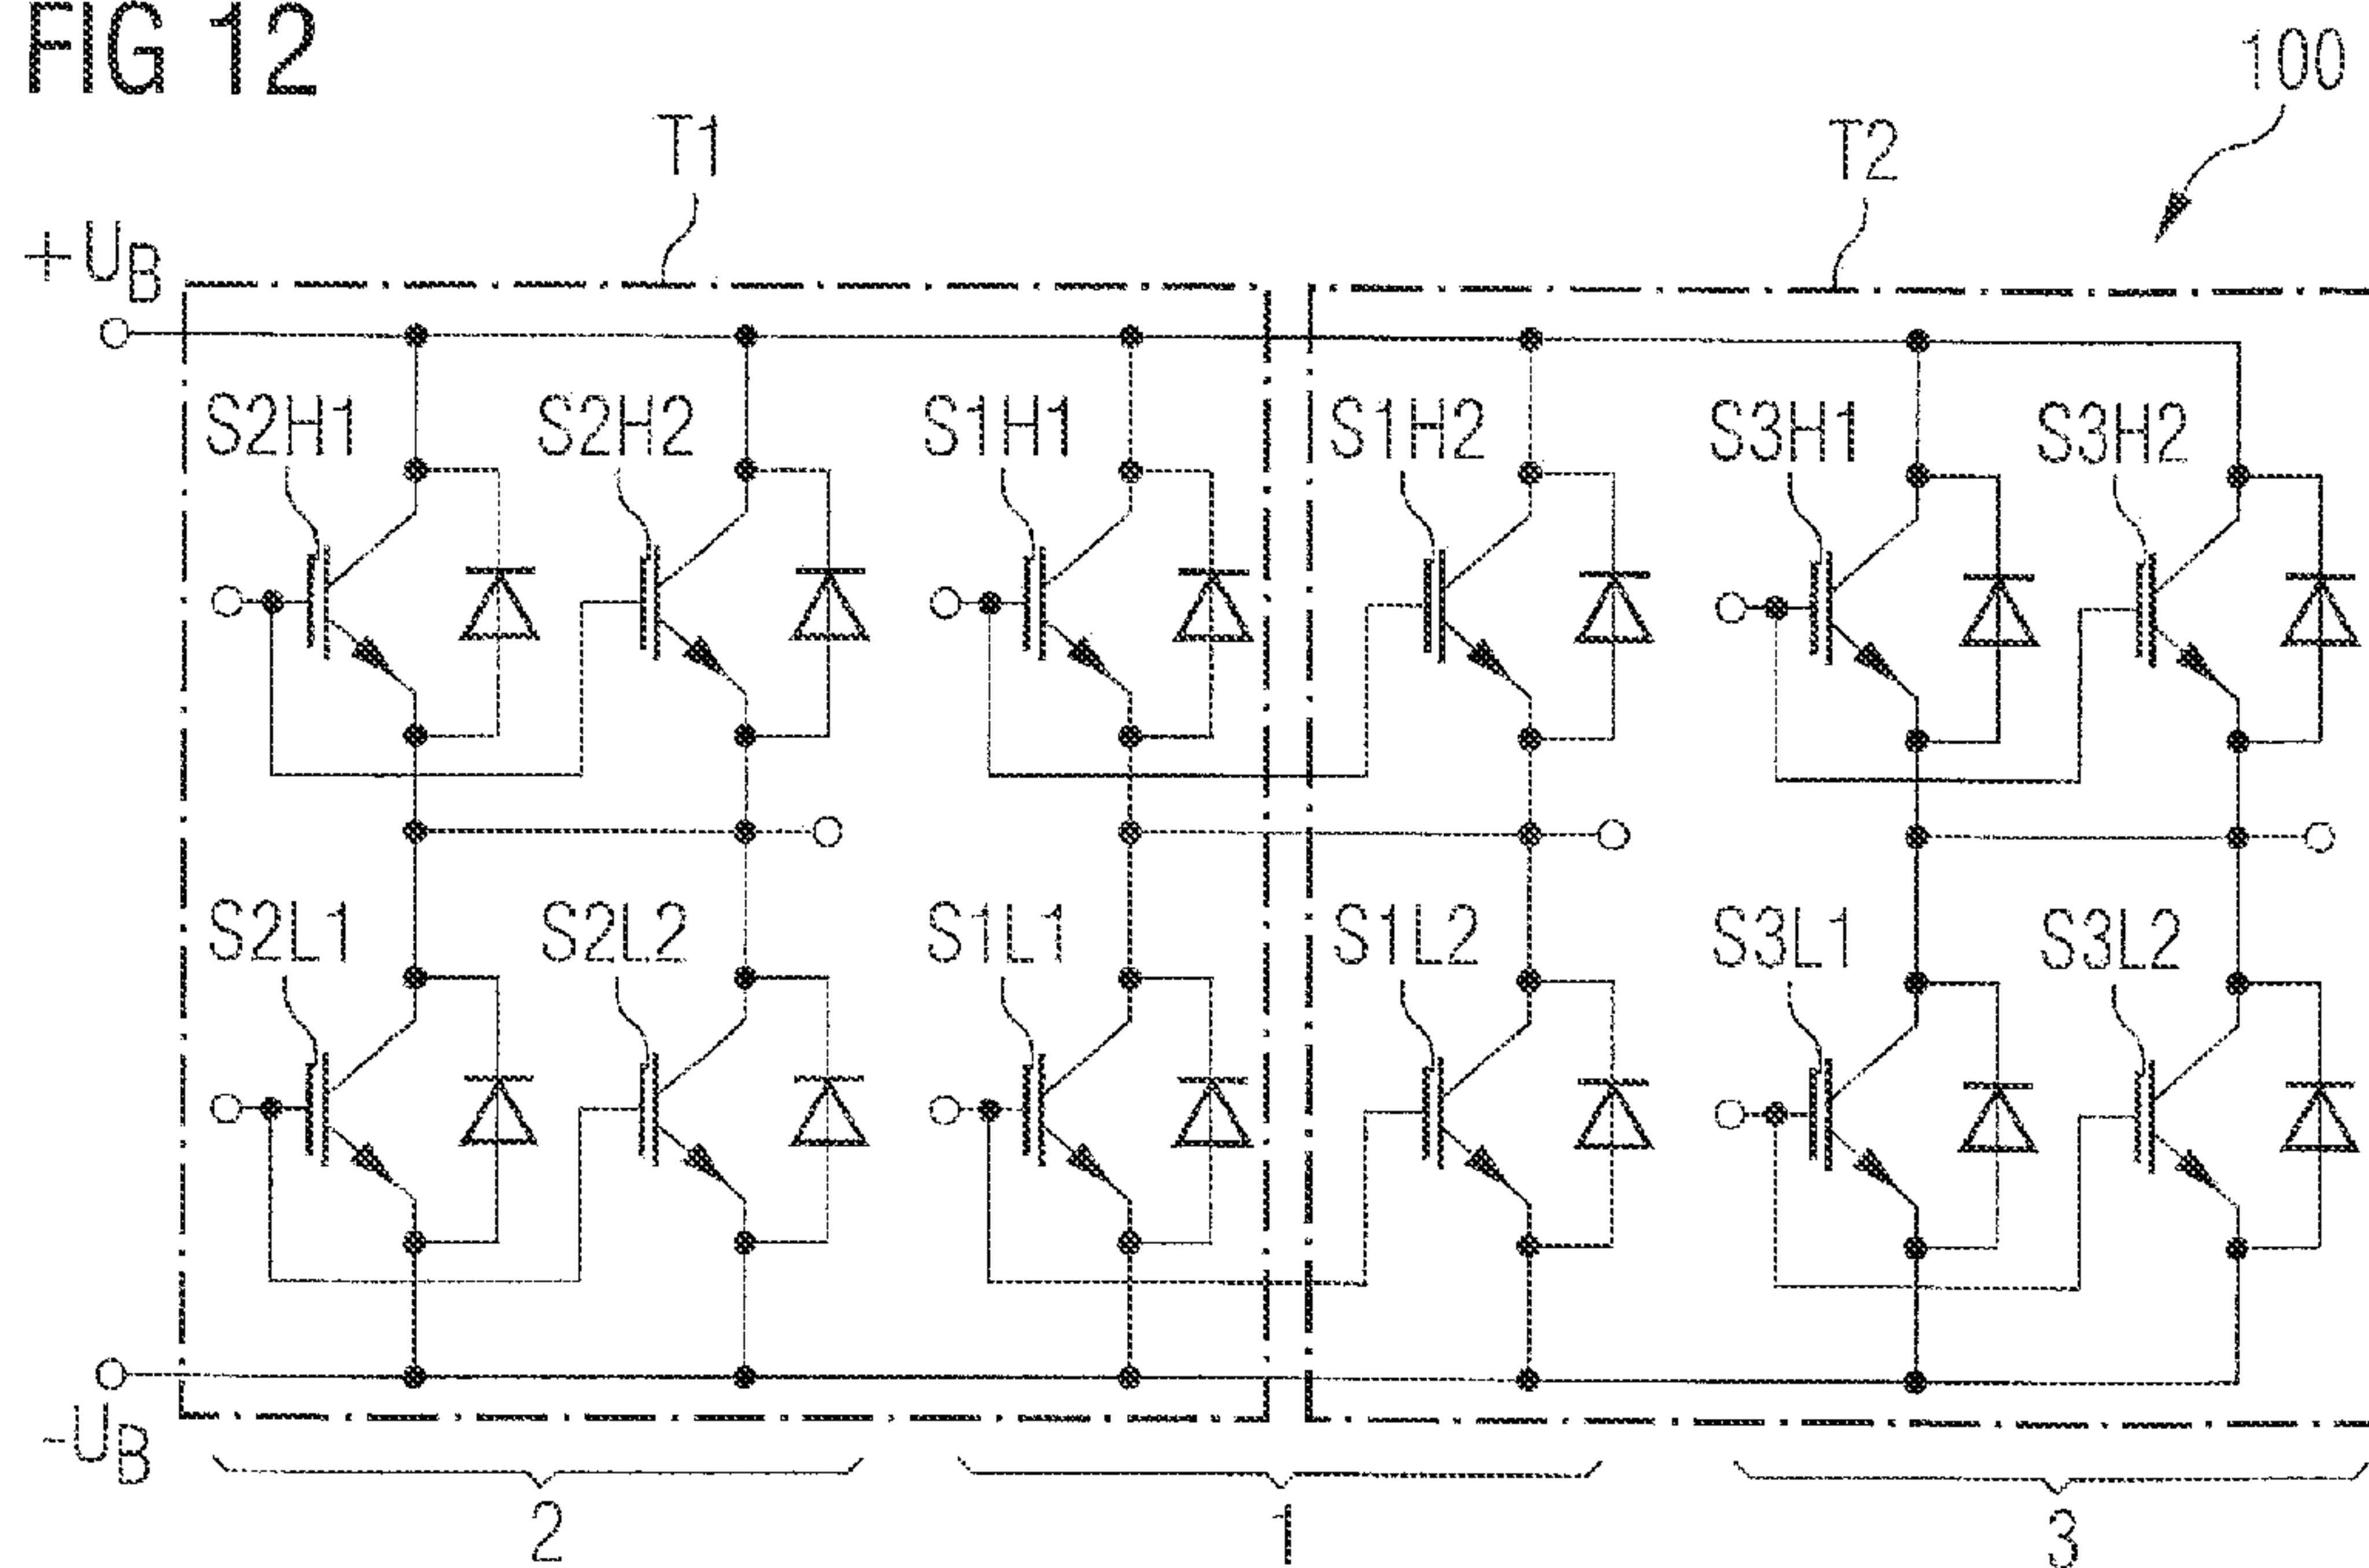 FIG 12
100
T1
T2
+UB
S2H1
S2H2
S1H1
S1H2
S3H1
S3H2
S2L1
S2L2
S1L1
S1L2
S3L1
S3L2
-UB
2
1
3